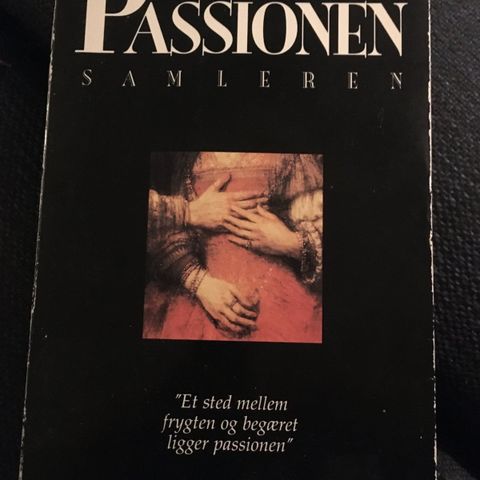 PASSIONEN
SAMLEREN
"Et sted mellem
frygten og begæret
ligger passionen"